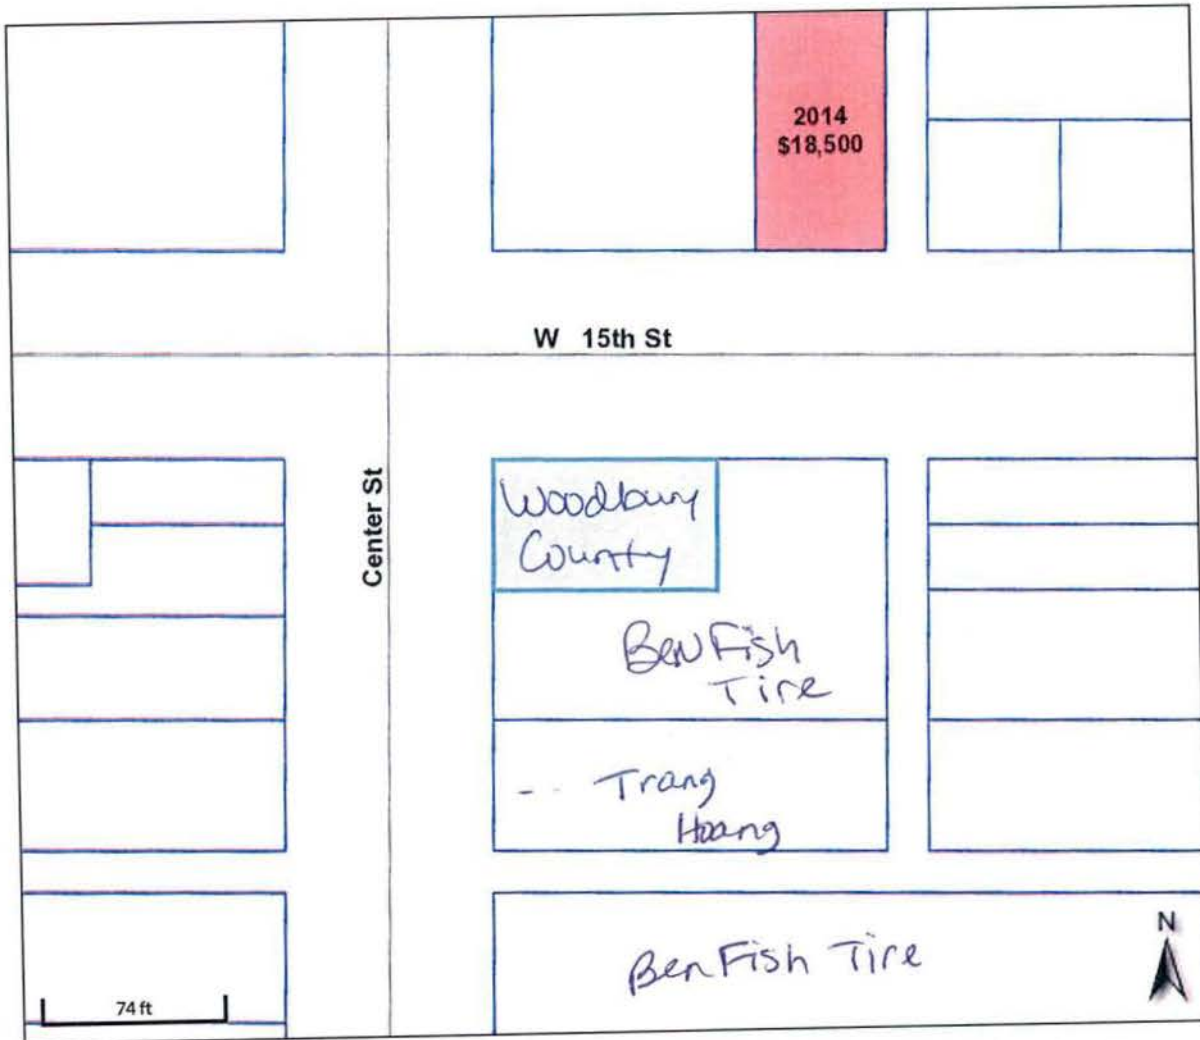 2014
$18,500
W 15th St
Center St
Woodbury
County
Ben Fish
Tire
-- Trang
Hoang
Ben Fish Tire
N
74 ft